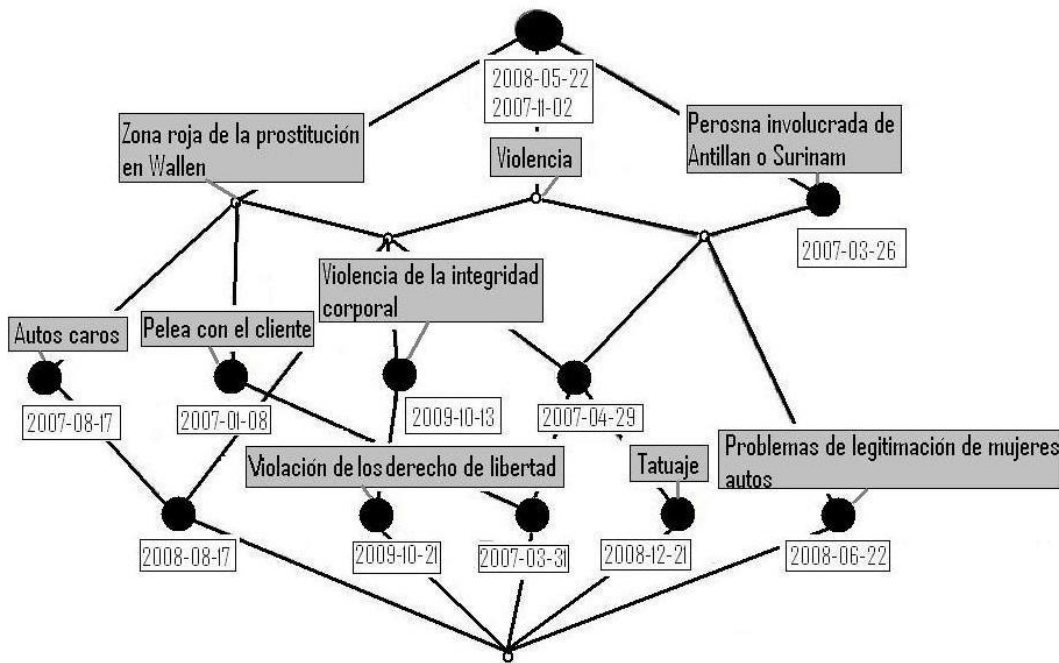 2008-05-22
2007-11-02
Zona roja de la prostitución
en Wallen
Violencia
Perosna involucrada de
Antillan o Surinam
2007-03-26
Violencia de la integridad
corporal
Autos caros
Pelea con el cliente
2007-08-17
2007-01-08
2009-10-13
2007-04-29
Violación de los derecho de libertad
Tatuaje
Problemas de legitimación de mujeres
autos
2008-08-17
2009-10-21
2007-03-31
2008-12-21
2008-06-22